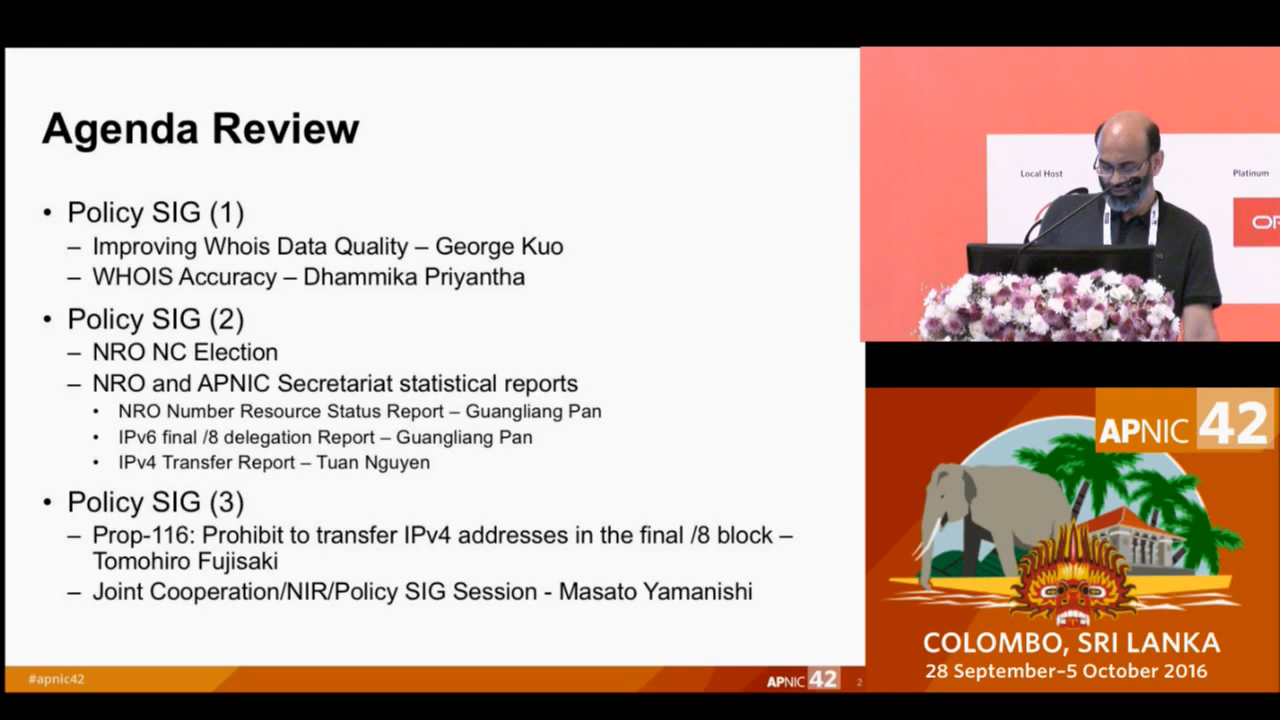 Agenda Review
• Policy SIG (1)
– Improving Whois Data Quality – George Kuo
– WHOIS Accuracy – Dhammika Priyantha
• Policy SIG (2)
– NRO NC Election
– NRO and APNIC Secretariat statistical reports
• NRO Number Resource Status Report – Guangliang Pan
• IPv6 final /8 delegation Report – Guangliang Pan
• IPv4 Transfer Report – Tuan Nguyen
• Policy SIG (3)
– Prop-116: Prohibit to transfer IPv4 addresses in the final /8 block –
Tomohiro Fujisaki
– Joint Cooperation/NIR/Policy SIG Session - Masato Yamanishi
#apnic42
APNIC 42
2
Local Host
Platinum
APNIC 42
COLOMBO, SRI LANKA
28 September–5 October 2016